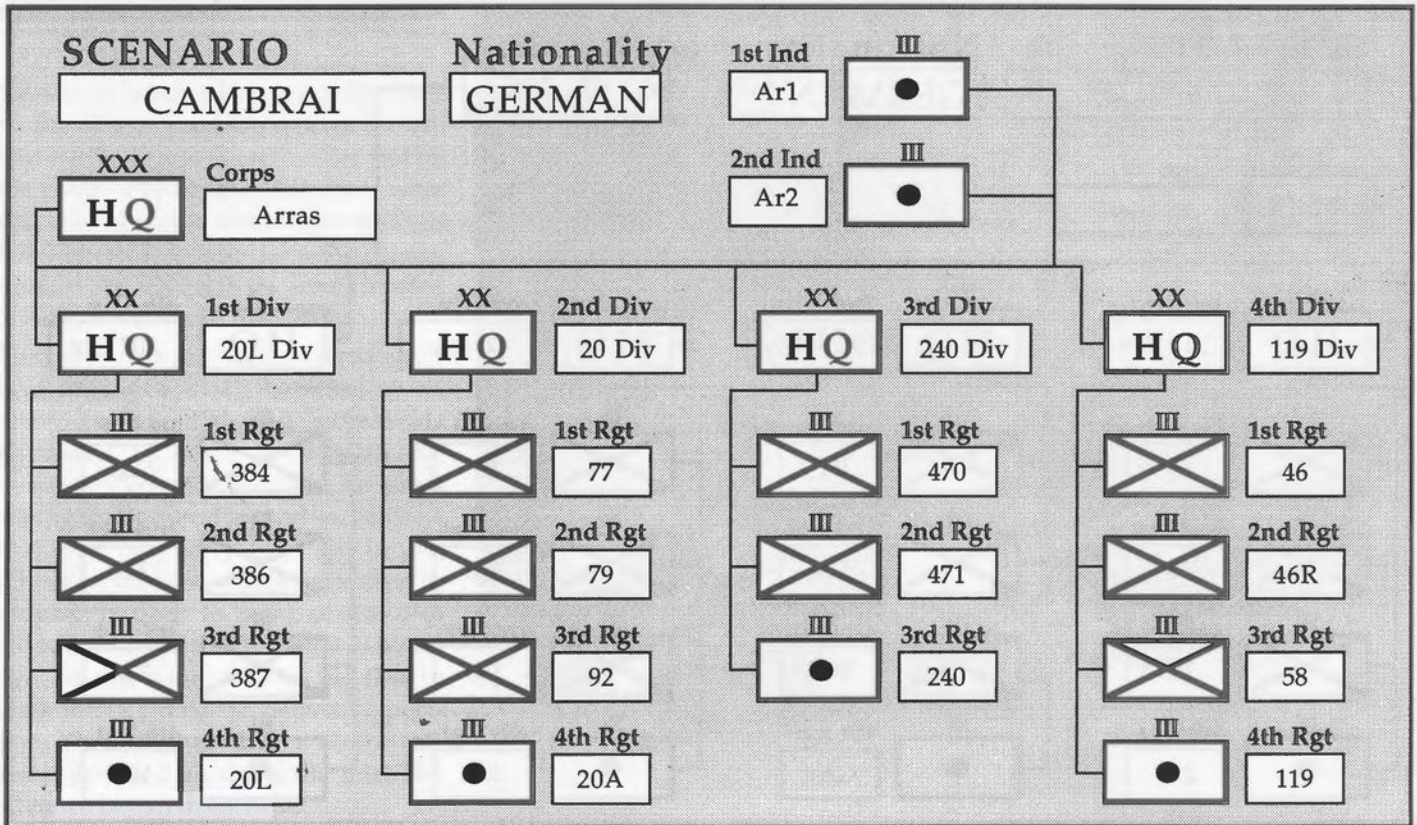 SCENARIO
CAMBRAI
Nationality
GERMAN
1st Ind
Ar1
III
2nd Ind
Ar2
III
XXX
HQ
Corps
Arras
XX
HQ
1st Div
20L Div
XX
HQ
2nd Div
20 Div
XX
HQ
3rd Div
240 Div
XX
HQ
4th Div
119 Div
III
1st Rgt
384
III
1st Rgt
77
III
1st Rgt
470
III
1st Rgt
46
III
2nd Rgt
386
III
2nd Rgt
79
III
2nd Rgt
471
III
2nd Rgt
46R
III
3rd Rgt
387
III
3rd Rgt
92
III
3rd Rgt
240
III
3rd Rgt
58
III
4th Rgt
20L
III
4th Rgt
20A
III
4th Rgt
119